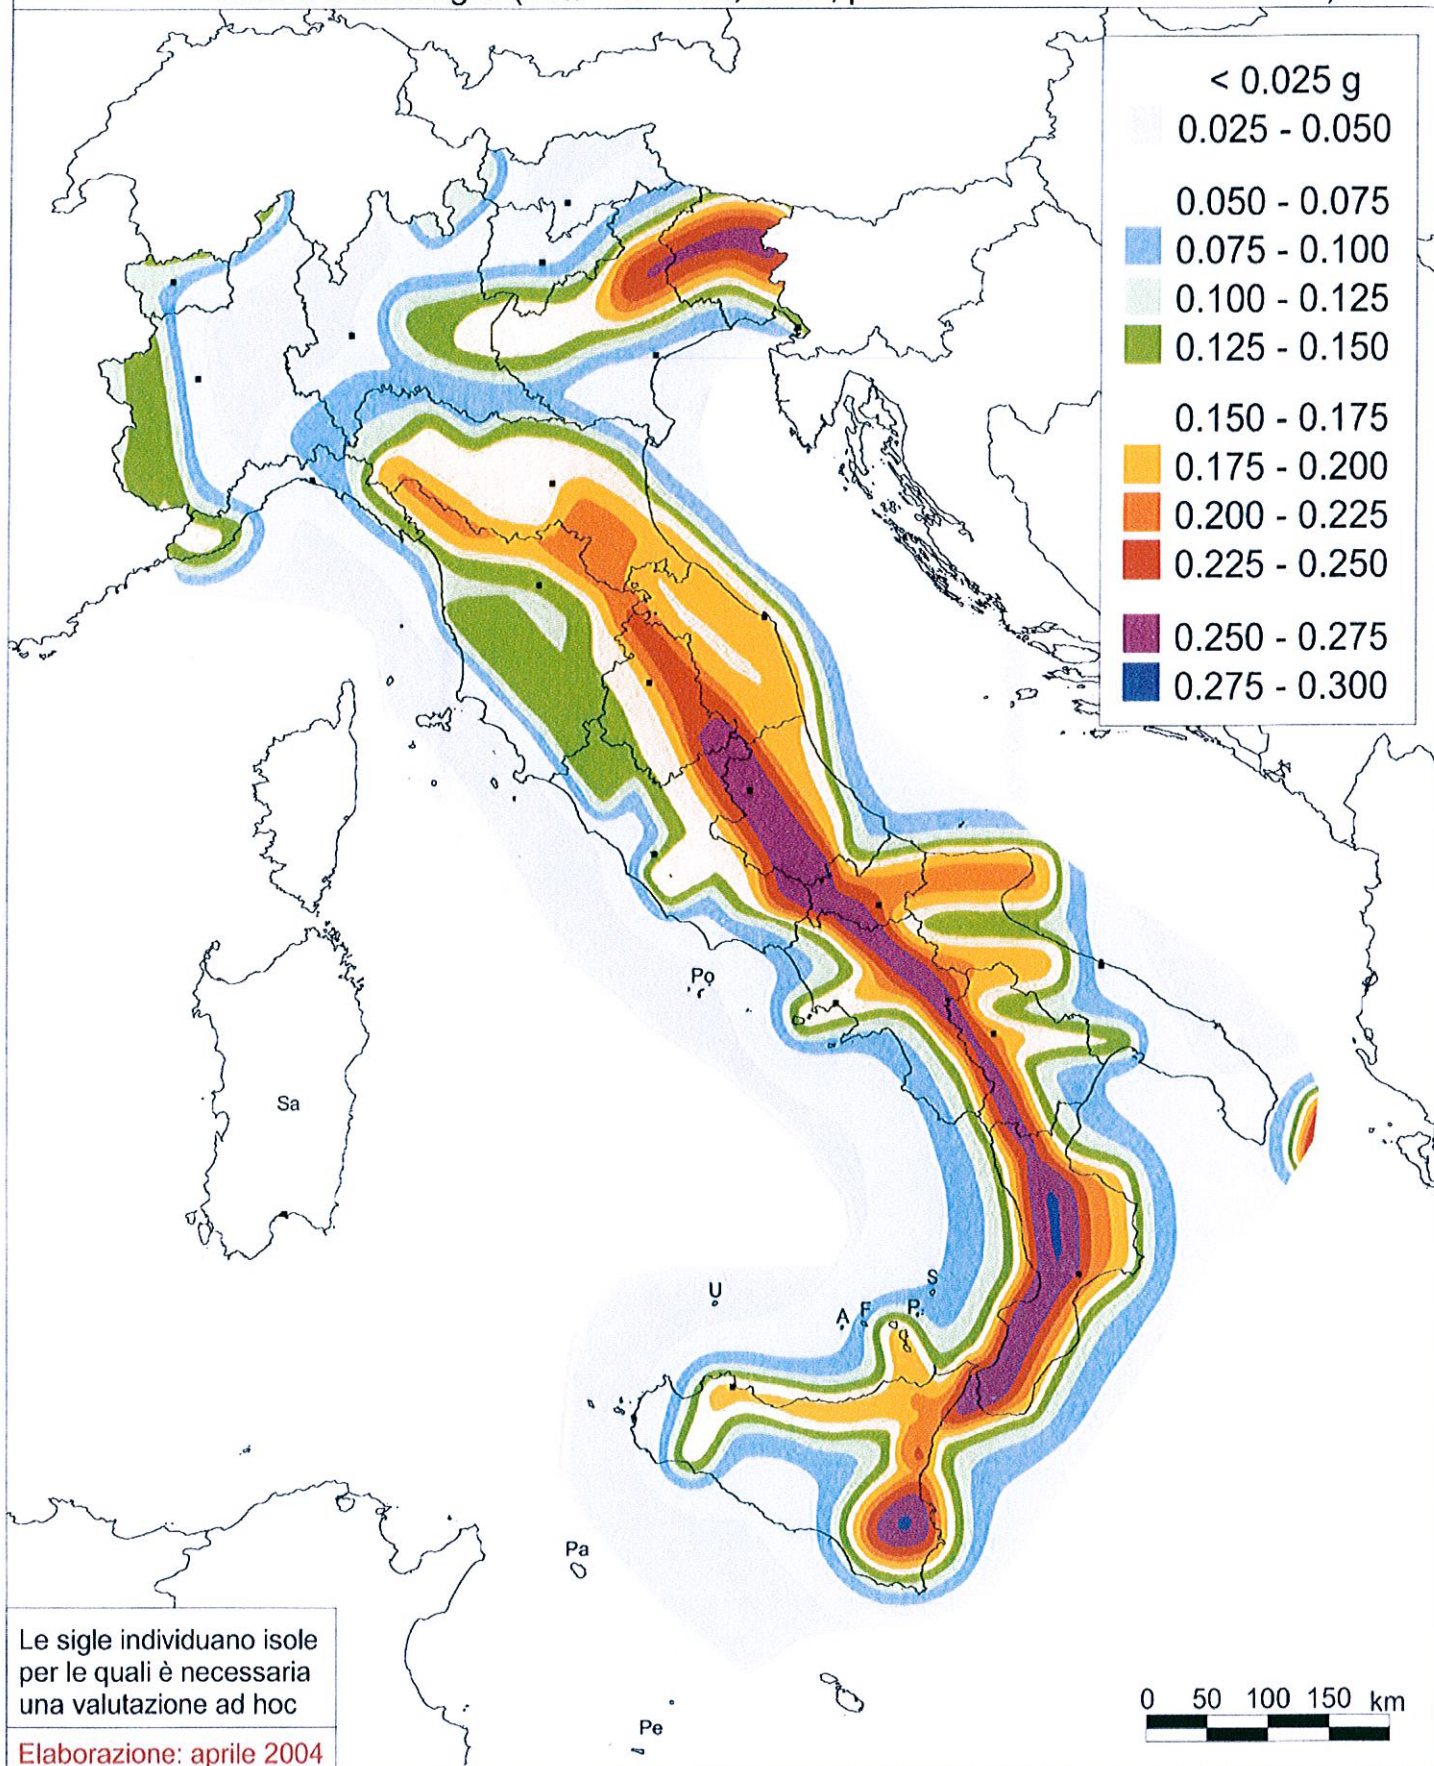 < 0.025 g
0.025 - 0.050
0.050 - 0.075
0.075 - 0.100
0.100 - 0.125
0.125 - 0.150
0.150 - 0.175
0.175 - 0.200
0.200 - 0.225
0.225 - 0.250
0.250 - 0.275
0.275 - 0.300
Po
Sa
U
S
A
F
P
Pa
Pe
Le sigle individuano isole
per le quali è necessaria
una valutazione ad hoc
Elaborazione: aprile 2004
0 50 100 150 km